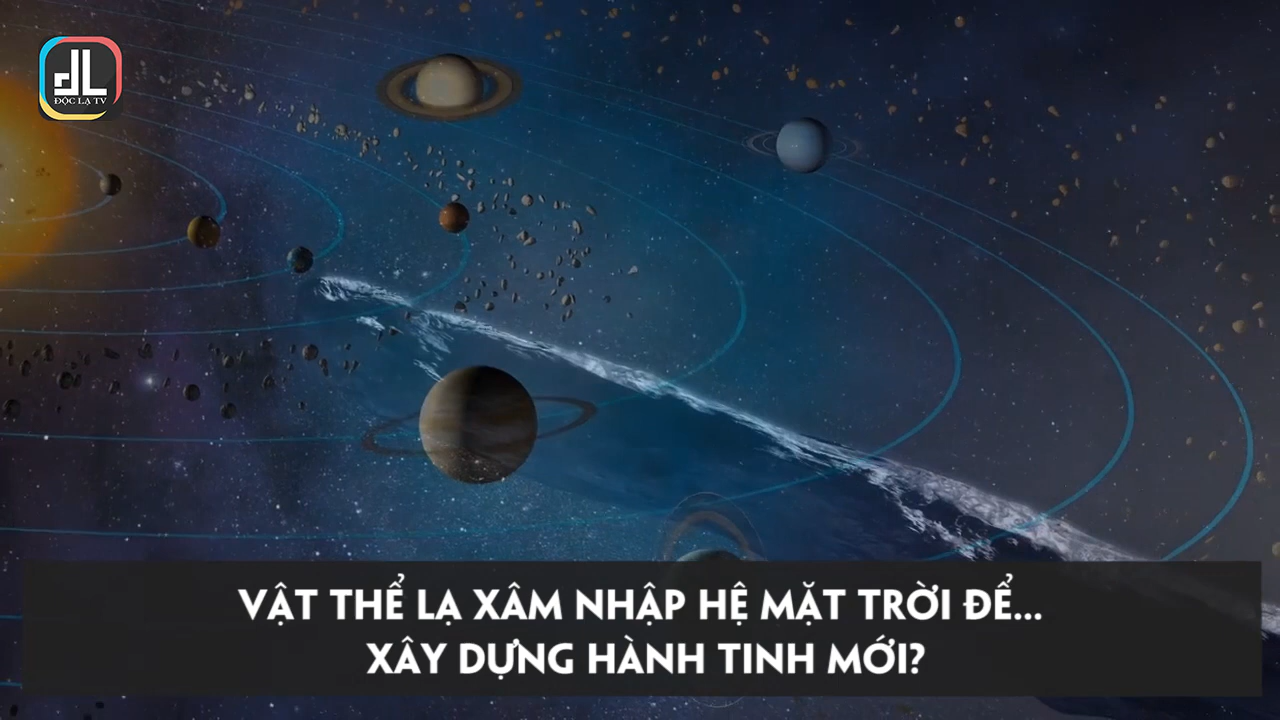 ĐỘC LẠ TV
VẬT THỂ LẠ XÂM NHẬP HỆ MẶT TRỜI ĐỂ...
XÂY DỰNG HÀNH TINH MỚI?